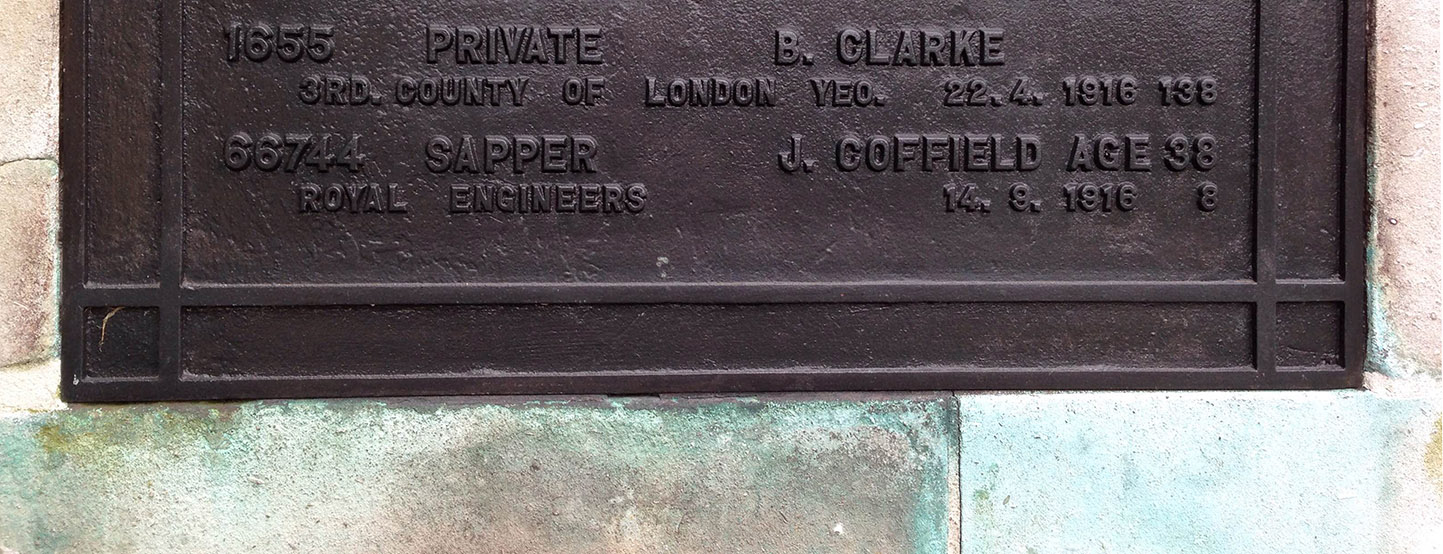 1655 PRIVATE B. CLARKE
3RD. COUNTY OF LONDON YEO. 22.4. 1916 138
66744 SAPPER J. COFFIELD AGE 38
ROYAL ENGINEERS 14. 9. 1916 8